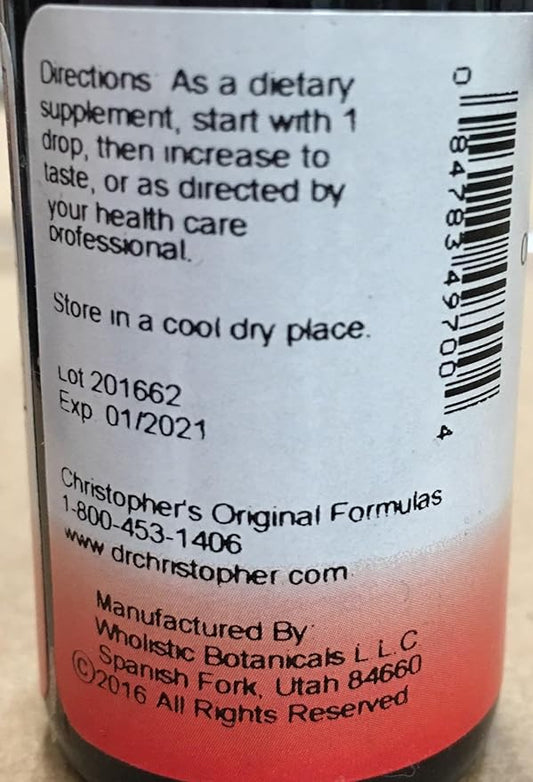 Directions As a dietary
supplement, start with 1
drop, then increase to
taste, or as directed by
your health care
professional.
Store in a cool dry place.
Lot 201662
Exp 01/2021
Christopher's Original Formulas
1-800-453-1406
www drchristopher com
Manufactured By
Wholistic Botanicals L.L.C
Spanish Fork, Utah 84660
©2016 All Rights Reserved
0 84783 49700 4